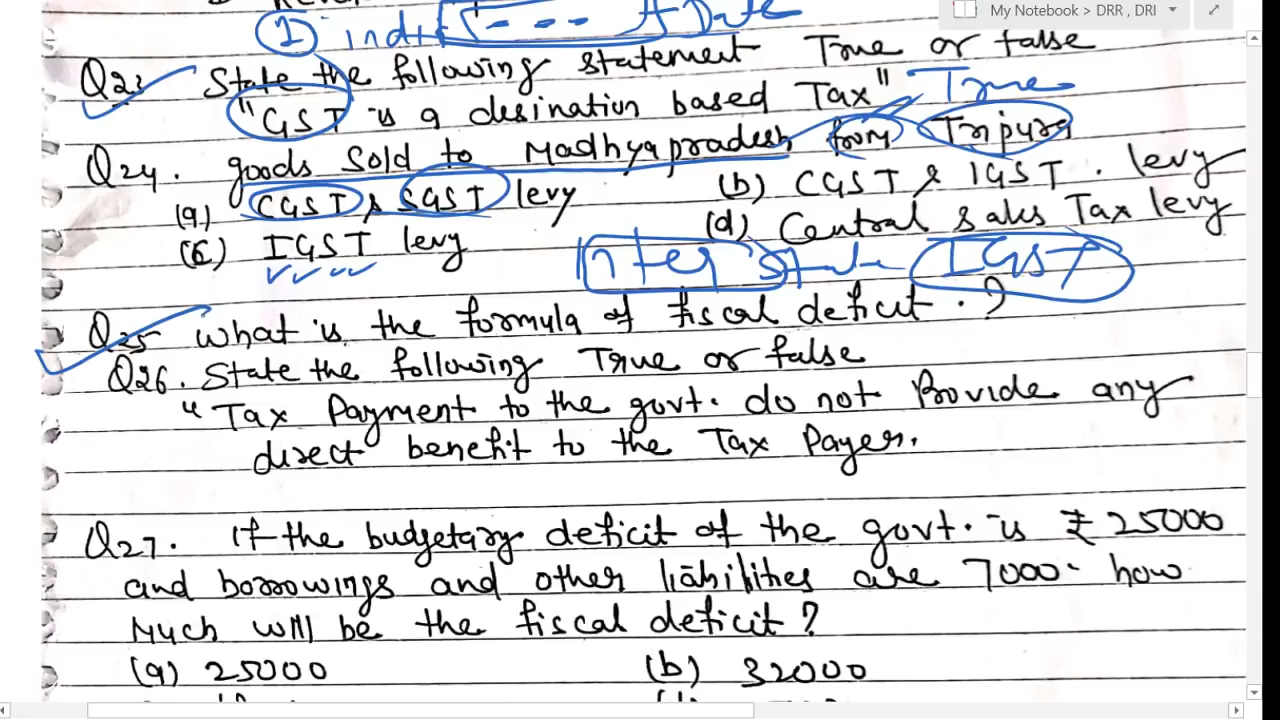 My Notebook > DRR , DRI
① indi
A Date
Q23 State the following statement True or false
"GST is a desination based Tax" True
Q24. goods sold to Madhyapradesh from Tripura
(a) CGST & SGST levy (b) CGST & IGST. levy
(c) IGST levy (d) Central sales Tax levy
Inter state IGST
Q25 What is the formula of fiscal deficit.?
Q26. State the following True or false
"Tax Payment to the govt. do not Provide any
direct benefit to the Tax Payer.
Q27. If the budgetary deficit of the govt. is ₹ 25000
and borrowings and other liabilities are 7000. how
Much will be the fiscal deficit?
(a) 25000 (b) 32000